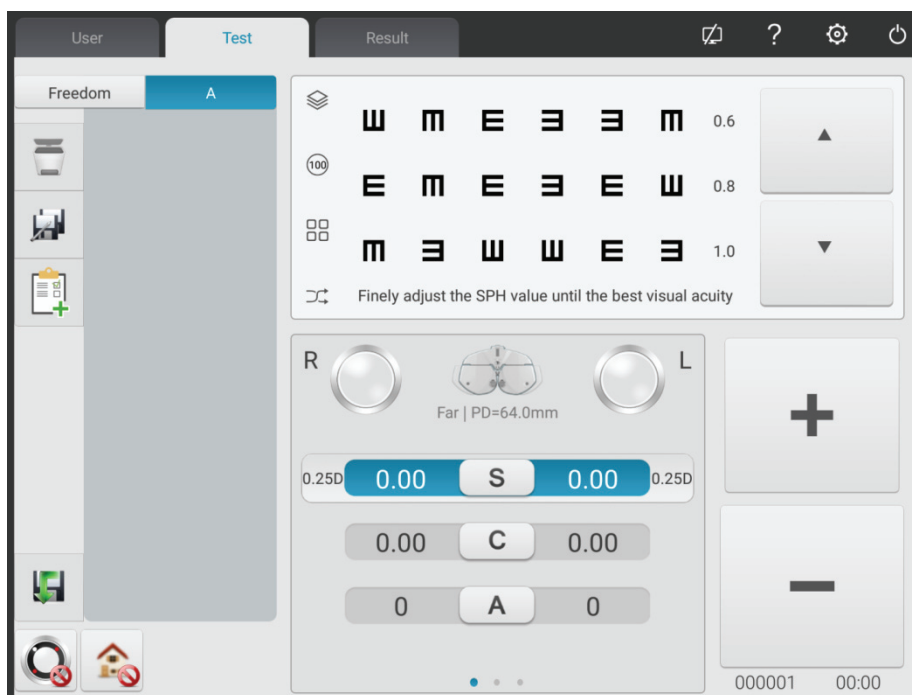 User Test Result ?
Freedom A
0.6
100
0.8
1.0
Finely adjust the SPH value until the best visual acuity
R L
Far | PD=64.0mm
0.25D 0.00 S 0.00 0.25D
0.00 C 0.00
0 A 0
000001 00:00